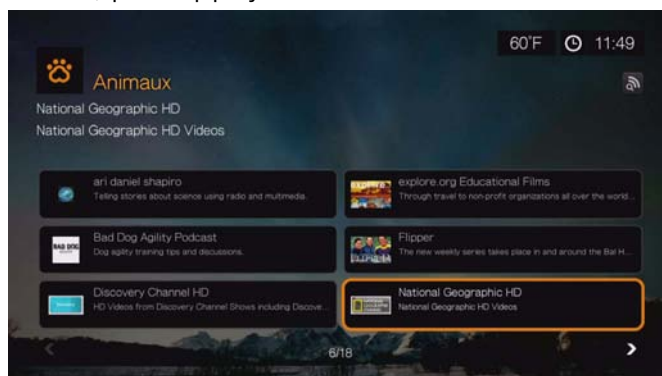 60°F 11:49
Animaux
National Geographic HD
National Geographic HD Videos
ari daniel shapiro
Telling stories about science using radio and multimedia.
explore.org Educational Films
Through travel to non-profit organizations all over the world...
Bad Dog Agility Podcast
Dog agility training tips and discussions.
Flipper
The new weekly series takes place in and around the Bal H...
Discovery Channel HD
HD Videos from Discovery Channel Shows including Discove...
National Geographic HD
National Geographic HD Videos
6/18